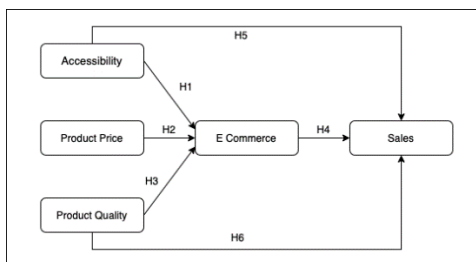 H5
Accessibility
H1
Product Price
H2
E Commerce
H4
Sales
H3
Product Quality
H6